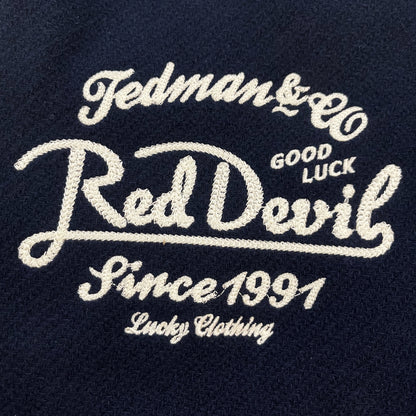 Tedman & Co
GOOD
LUCK
Red Devil
Since 1991
Lucky Clothing